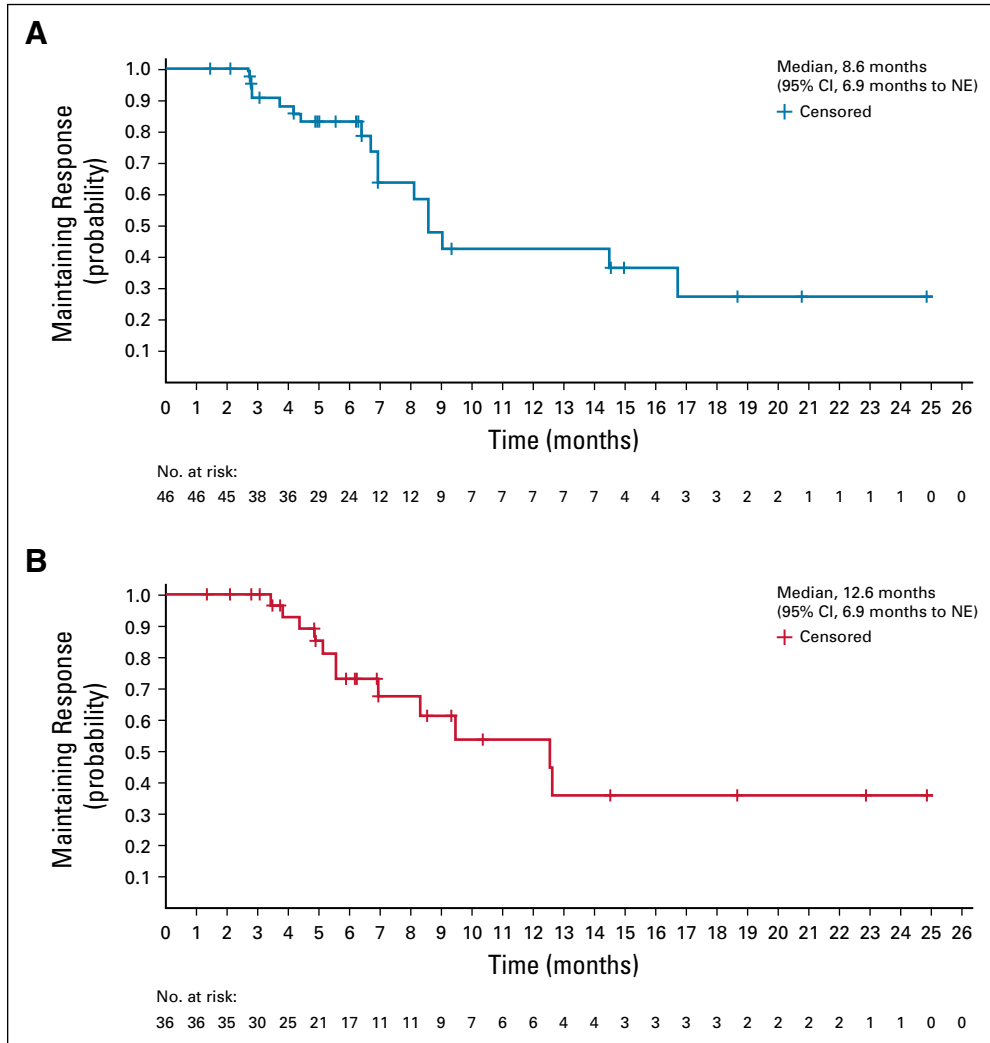 A
Median, 8.6 months
(95% CI, 6.9 months to NE)
Censored
Maintaining Response
(probability)
1.0
0.9
0.8
0.7
0.6
0.5
0.4
0.3
0.2
0.1
0 1 2 3 4 5 6 7 8 9 10 11 12 13 14 15 16 17 18 19 20 21 22 23 24 25 26
Time (months)
No. at risk:
46 46 45 38 36 29 24 12 12 9 7 7 7 7 7 4 4 3 3 2 2 1 1 1 1 0 0
B
Median, 12.6 months
(95% CI, 6.9 months to NE)
Censored
Maintaining Response
(probability)
1.0
0.9
0.8
0.7
0.6
0.5
0.4
0.3
0.2
0.1
0 1 2 3 4 5 6 7 8 9 10 11 12 13 14 15 16 17 18 19 20 21 22 23 24 25 26
Time (months)
No. at risk:
36 36 35 30 25 21 17 11 11 9 7 6 6 4 4 3 3 3 3 2 2 2 2 1 1 0 0